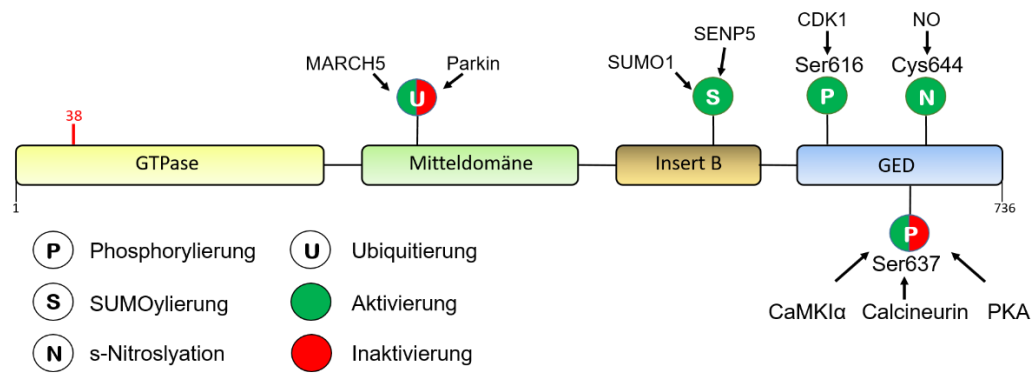 CDK1 NO
SENP5
MARCH5 Parkin SUMO1 Ser616 Cys644
U S P N
38
GTPase Mitteldomäne Insert B GED
1 736
P
Ser637
CaMKIα Calcineurin PKA
P Phosphorylierung U Ubiquitierung
S SUMOylierung Aktivierung
N s-Nitroslyation Inaktivierung